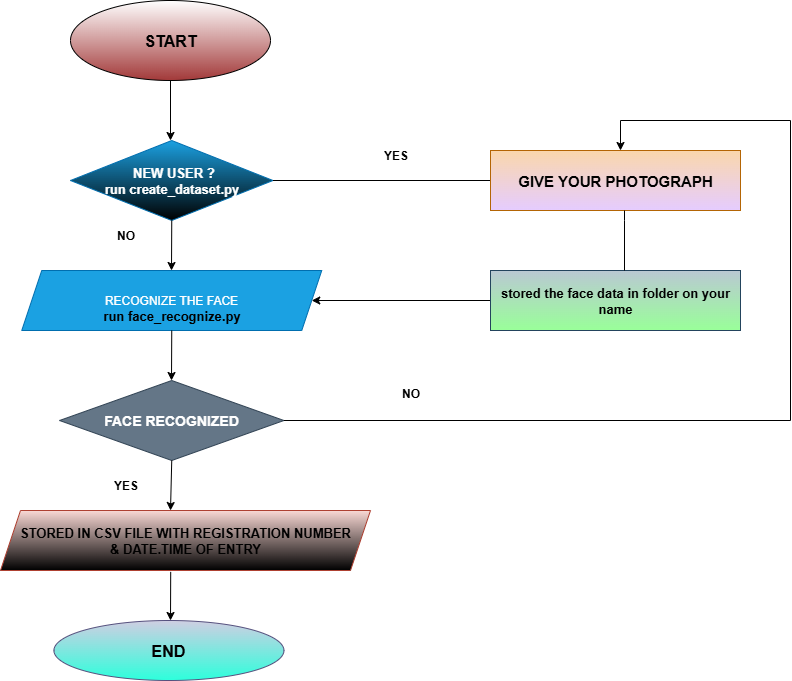 START
NEW USER ?
run create_dataset.py
YES
GIVE YOUR PHOTOGRAPH
NO
RECOGNIZE THE FACE
run face_recognize.py
stored the face data in folder on your
name
NO
FACE RECOGNIZED
YES
STORED IN CSV FILE WITH REGISTRATION NUMBER
& DATE.TIME OF ENTRY
END